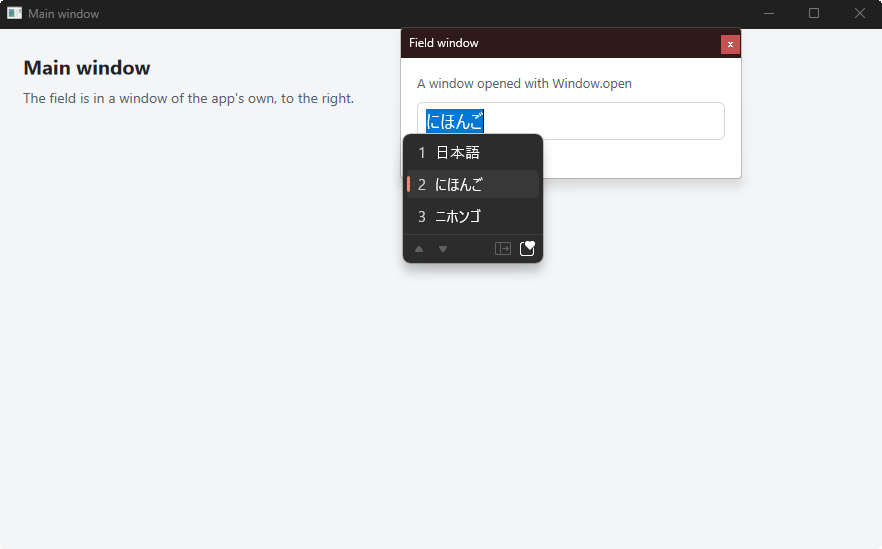 Main window
Main window
The field is in a window of the app's own, to the right.
Field window
x
A window opened with Window.open
にほんご
1 日本語
2 にほんご
3 ニホンゴ